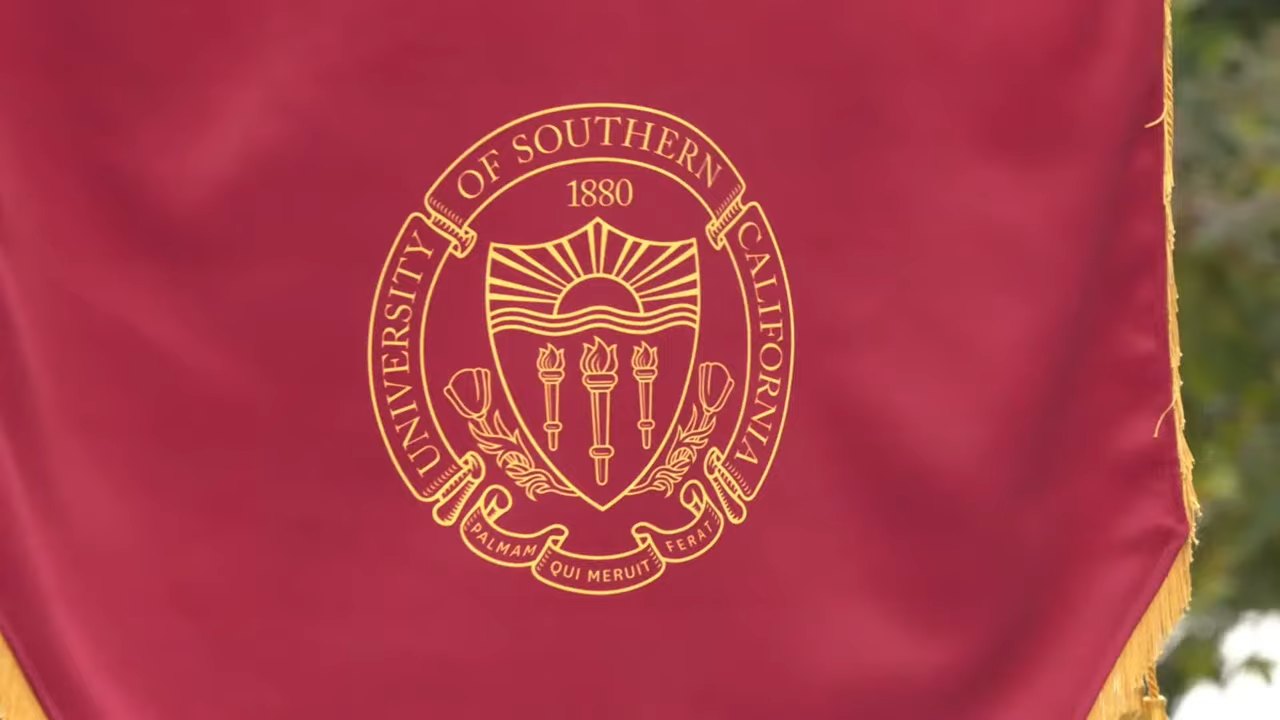 UNIVERSITY
OF SOUTHERN
CALIFORNIA
1880
PALMAM
QUI MERUIT
FERAT